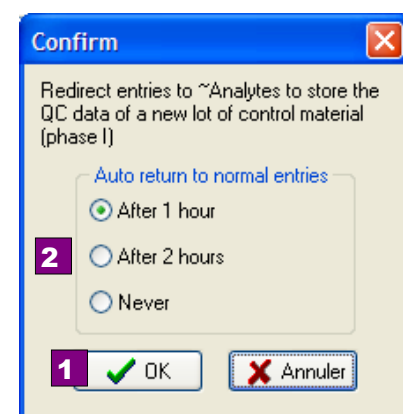 Confirm
Redirect entries to ~Analytes to store the
QC data of a new lot of control material
(phase I)
Auto return to normal entries
After 1 hour
2 After 2 hours
Never
1 OK Annuler